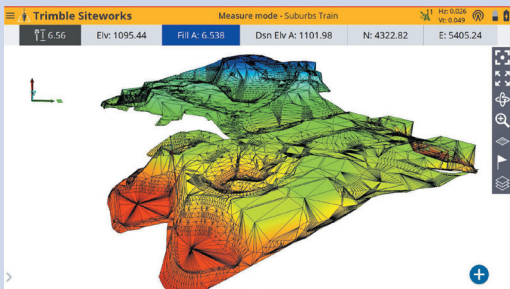 Trimble Siteworks
Measure mode - Suburbs Train
11
Hz: 0.026
Vt: 0.049
6.56
Elv: 1095.44
Fill A: 6.538
Dsn Elv A: 1101.98
N: 4322.82
E: 5405.24